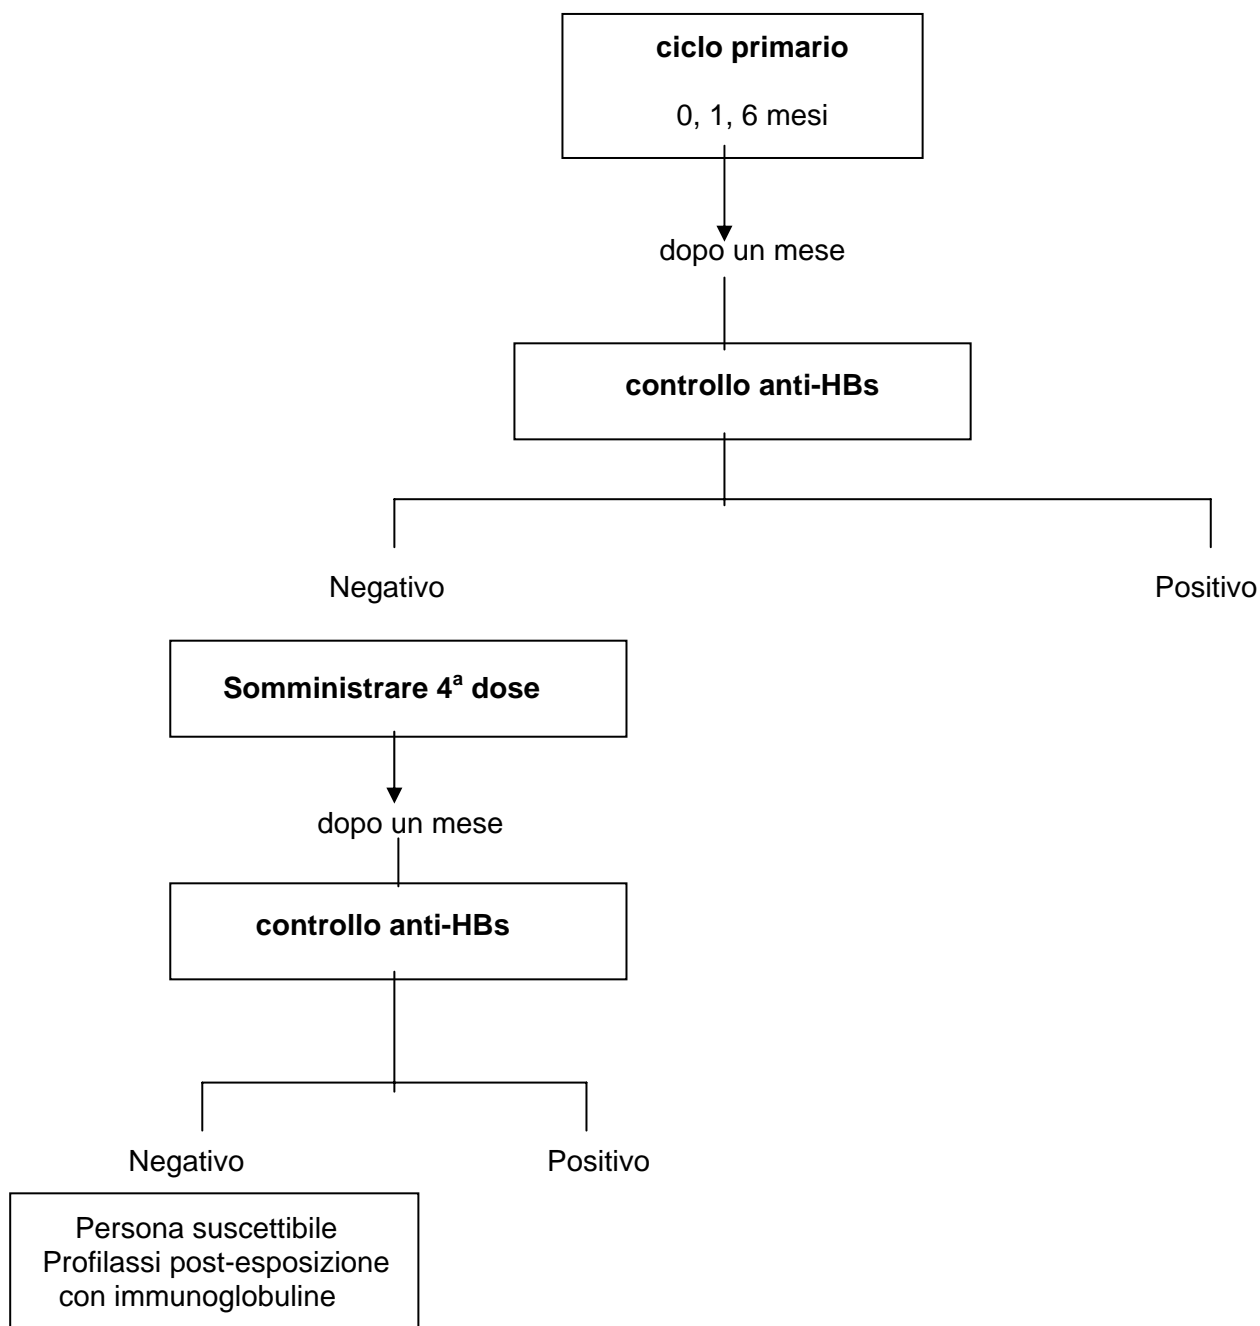 ciclo primario
0, 1, 6 mesi
dopo un mese
controllo anti-HBs
Negativo
Positivo
Somministrare 4ª dose
dopo un mese
controllo anti-HBs
Negativo
Positivo
Persona suscettibile
Profilassi post-esposizione
con immunoglobuline